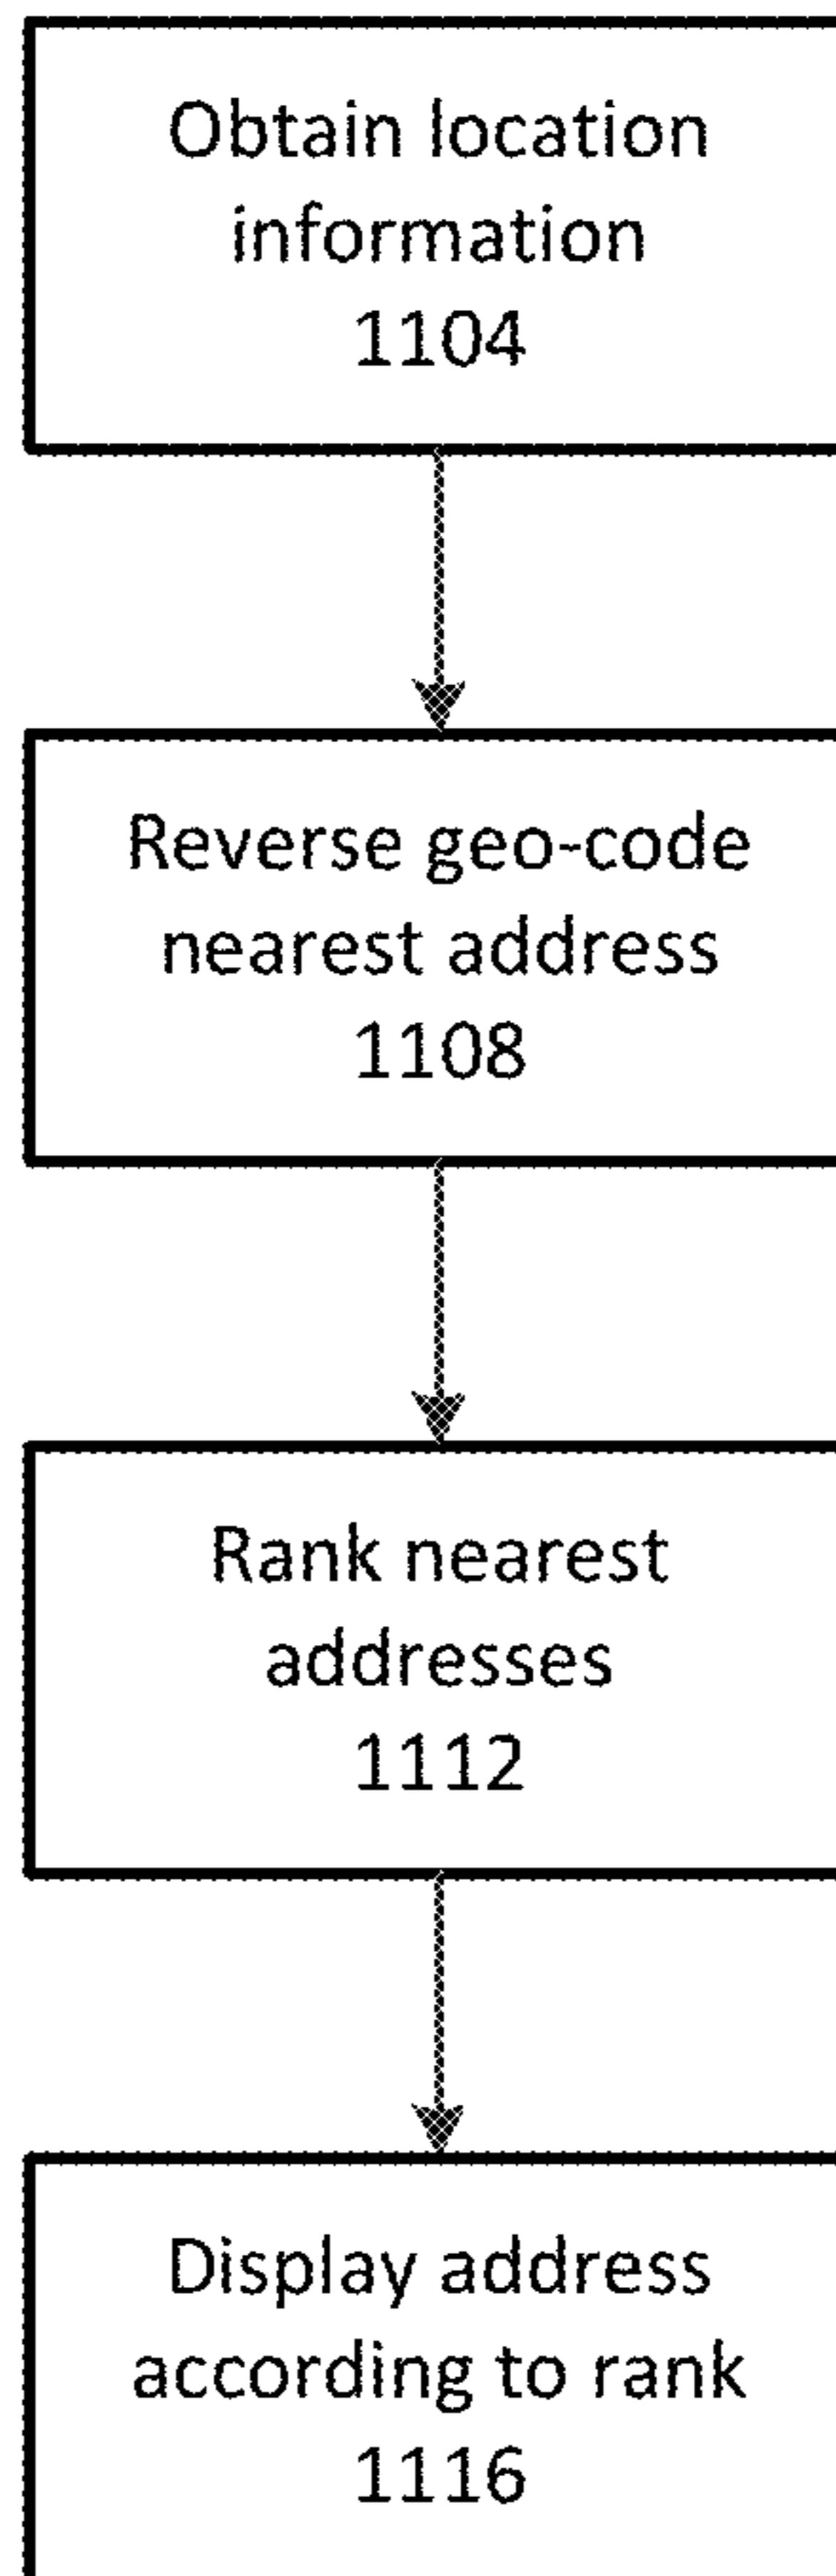 Obtain location
information
1104
Reverse geo-code
nearest address
1108
Rank nearest
addresses
1112
Display address
according to rank
1116